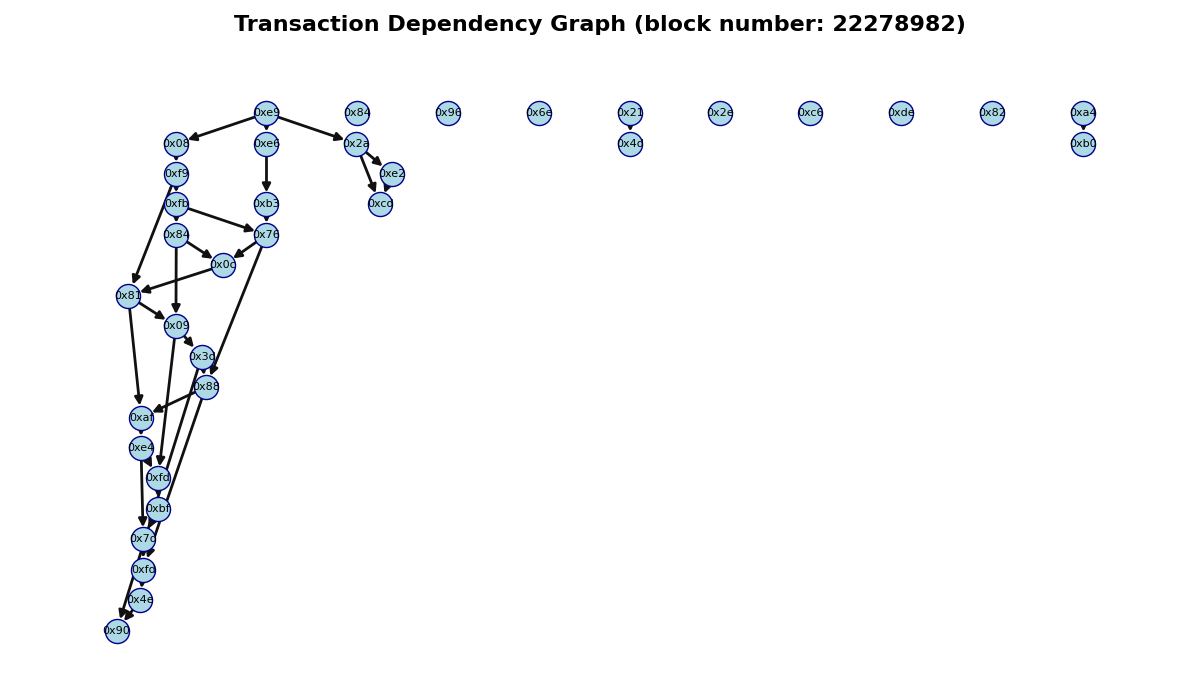 Transaction Dependency Graph (block number: 22278982)
0xe9 0x84 0x96 0x6e 0x21 0x2e 0xc6 0xde 0x82 0xa4
0x08 0xe6 0x2a 0x4d 0xb0
0xf9 0xe2
0xfb 0xb3 0xcd
0x84 0x76
0x0c
0x81
0x09
0x3d
0x88
0xaf
0xe4
0xfd
0xbf
0x7d
0xfd
0x4e
0x90